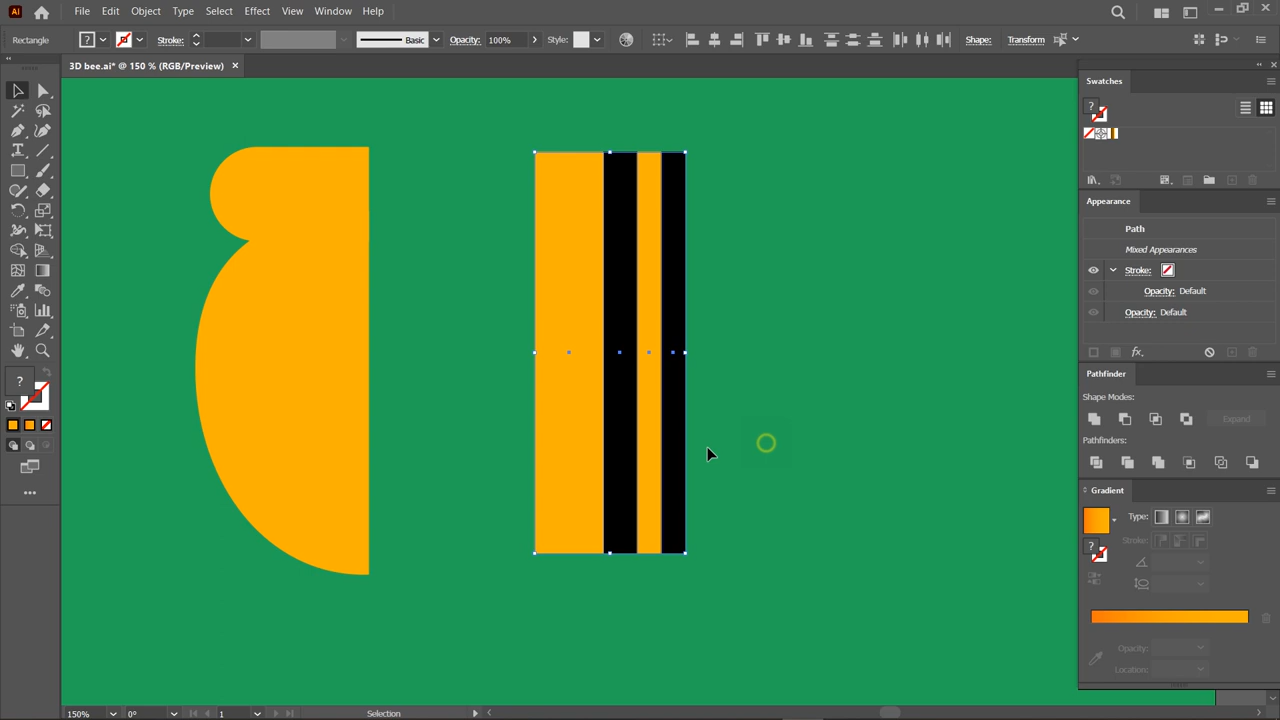 Ai File Edit Object Type Select Effect View Window Help
Rectangle ? Stroke: Basic Opacity: 100% Style: Shape: Transform
3D bee.ai* @ 150 % (RGB/Preview)
Swatches
?
Appearance
Path
Mixed Appearances
Stroke:
Opacity: Default
Opacity: Default
fx.
Pathfinder
Shape Modes:
Expand
Pathfinders:
Gradient
Type:
Stroke:
?
Opacity:
Location:
?
150% 0° 1 Selection